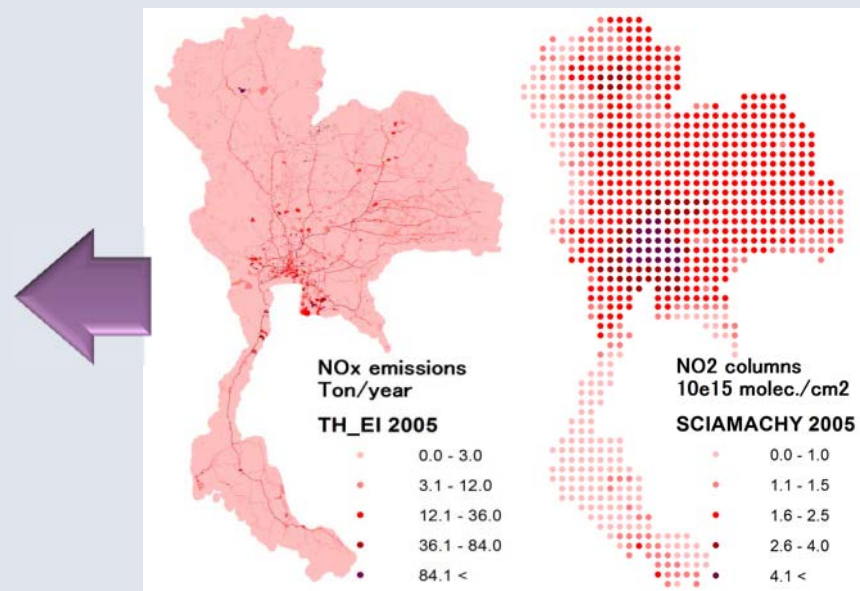 NOx emissions
Ton/year
TH_EI 2005
0.0 - 3.0
3.1 - 12.0
12.1 - 36.0
36.1 - 84.0
84.1 <
NO2 columns
10e15 molec./cm2
SCIAMACHY 2005
0.0 - 1.0
1.1 - 1.5
1.6 - 2.5
2.6 - 4.0
4.1 <